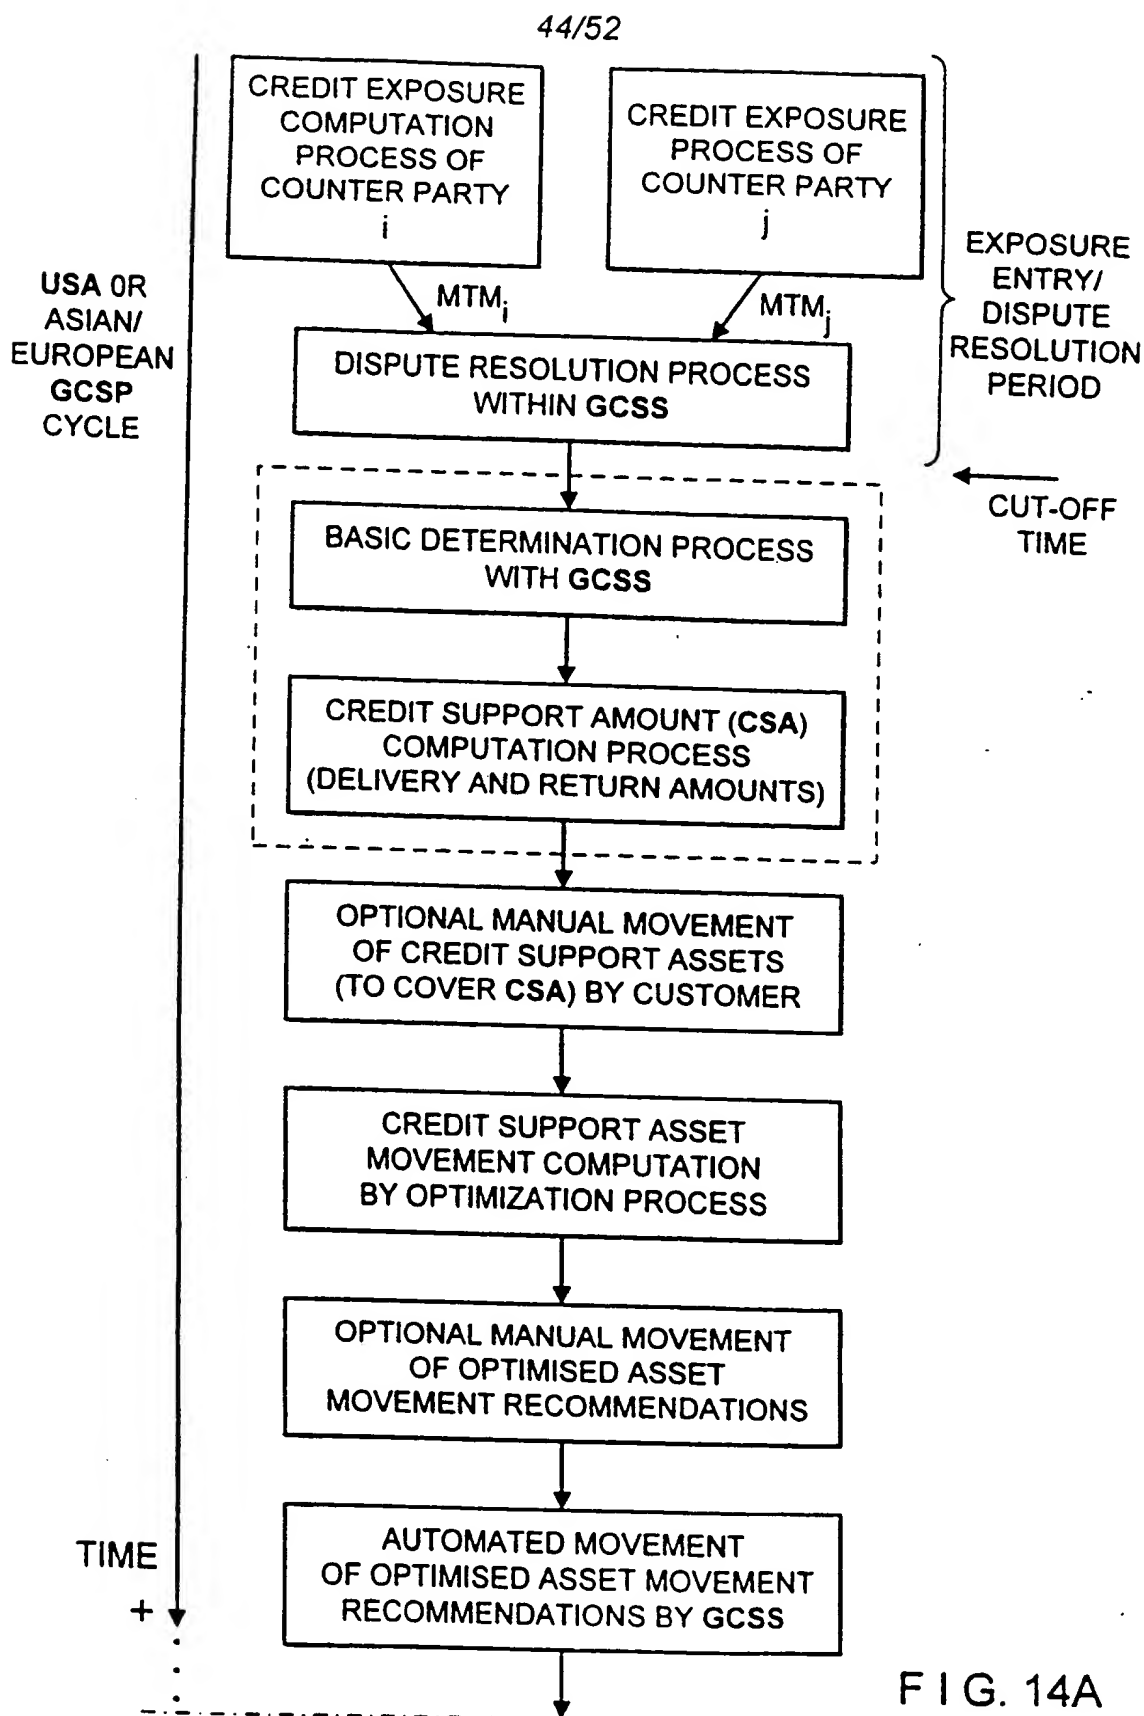 44/52
CREDIT EXPOSURE
COMPUTATION
PROCESS OF
COUNTER PARTY
i
CREDIT EXPOSURE
PROCESS OF
COUNTER PARTY
j
EXPOSURE
ENTRY/
DISPUTE
RESOLUTION
PERIOD
USA OR
ASIAN/
EUROPEAN
GCSP
CYCLE
MTMi
MTMj
DISPUTE RESOLUTION PROCESS
WITHIN GCSS
CUT-OFF
TIME
BASIC DETERMINATION PROCESS
WITH GCSS
CREDIT SUPPORT AMOUNT (CSA)
COMPUTATION PROCESS
(DELIVERY AND RETURN AMOUNTS)
OPTIONAL MANUAL MOVEMENT
OF CREDIT SUPPORT ASSETS
(TO COVER CSA) BY CUSTOMER
CREDIT SUPPORT ASSET
MOVEMENT COMPUTATION
BY OPTIMIZATION PROCESS
OPTIONAL MANUAL MOVEMENT
OF OPTIMISED ASSET
MOVEMENT RECOMMENDATIONS
AUTOMATED MOVEMENT
OF OPTIMISED ASSET MOVEMENT
RECOMMENDATIONS BY GCSS
TIME
+
FIG. 14A